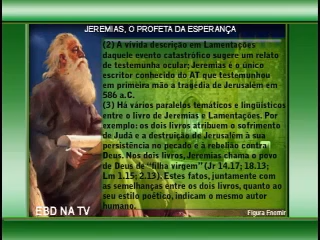 JEREMIAS, O PROFETA DA ESPERANÇA
(2) A vívida descrição em Lamentações
daquele evento catastrófico sugere um relato
de testemunha ocular; Jeremias é o único
escritor conhecido do AT que testemunhou
em primeira mão a tragédia de Jerusalém em
586 a.C.
(3) Há vários paralelos temáticos e lingüísticos
entre o livro de Jeremias e Lamentações. Por
exemplo: os dois livros atribuem o sofrimento
de Judá e a destruição de Jerusalém à sua
persistência no pecado e à rebelião contra
Deus. Nos dois livros, Jeremias chama o povo
de Deus de “filha virgem” (Jr 14.17; 18.13;
Lm 1.15; 2.13). Estes fatos, juntamente com
as semelhanças entre os dois livros, quanto ao
seu estilo poético, indicam o mesmo autor
humano.
EBD NA TV
Figura Enomir